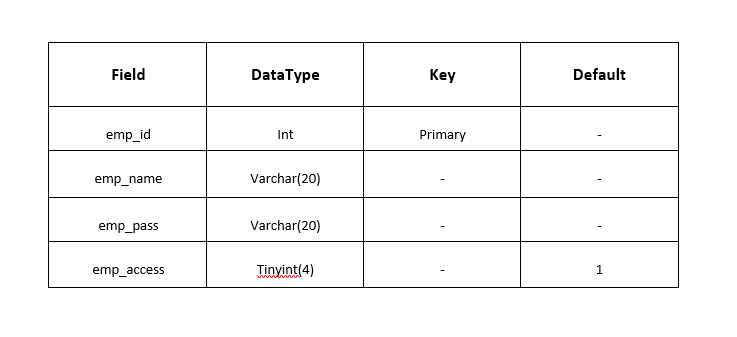 Field DataType Key Default
emp_id Int Primary -
emp_name Varchar(20) - -
emp_pass Varchar(20) - -
emp_access Tinyint(4) - 1